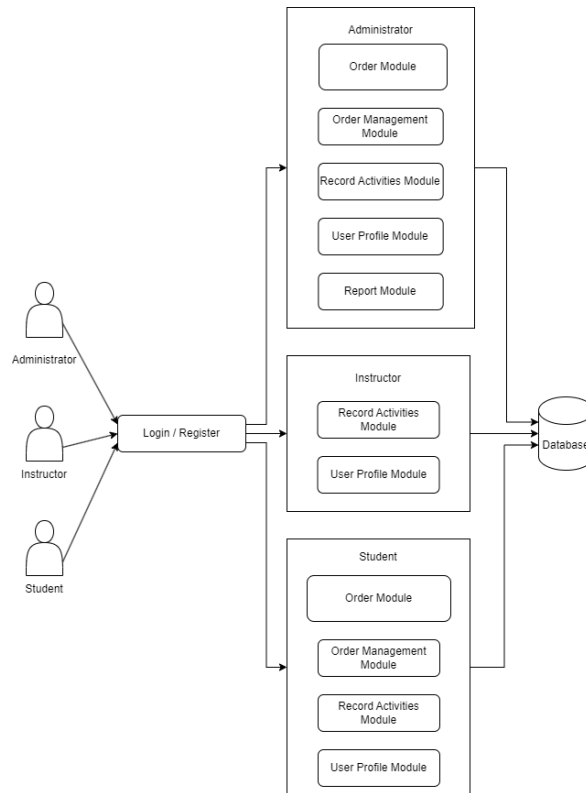 Administrator
Order Module
Order Management
Module
Record Activities Module
User Profile Module
Report Module
Administrator
Instructor
Record Activities
Module
User Profile Module
Login / Register
Instructor
Database
Student
Student
Order Module
Order Management
Module
Record Activities
Module
User Profile Module